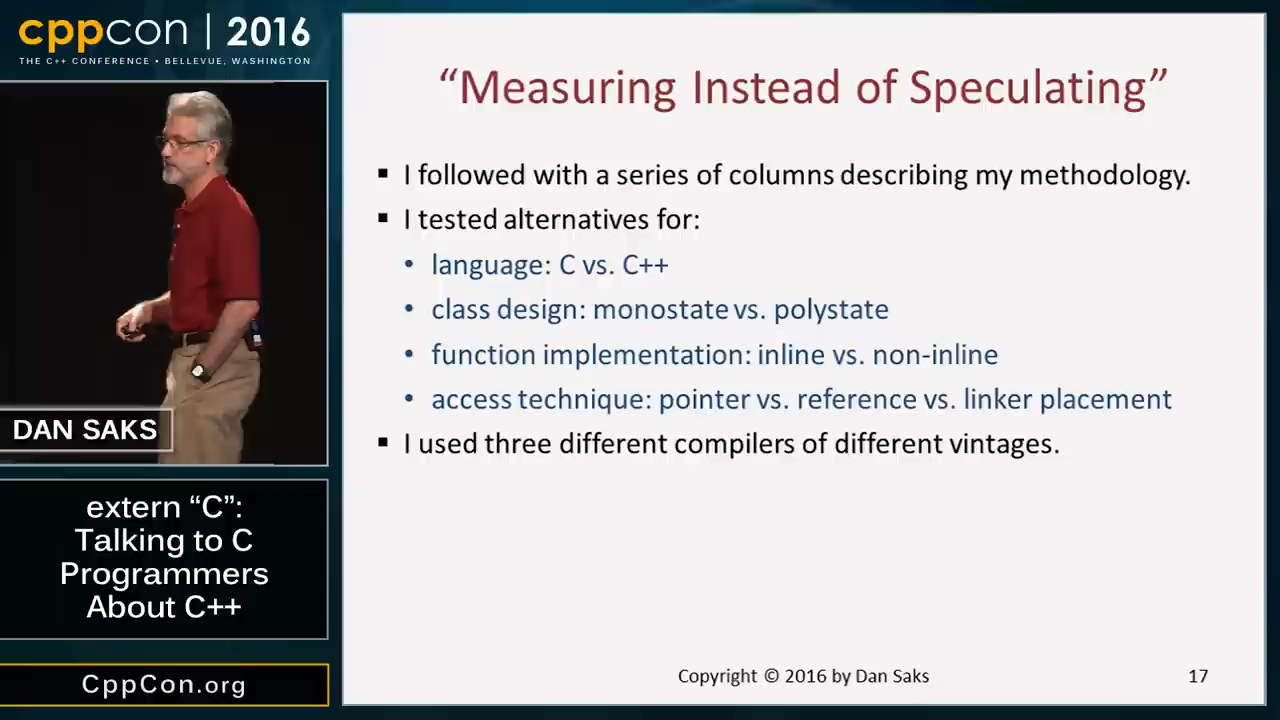 cppcon | 2016
THE C++ CONFERENCE • BELLEVUE, WASHINGTON
DAN SAKS
extern “C”:
Talking to C
Programmers
About C++
CppCon.org
“Measuring Instead of Speculating”
▪ I followed with a series of columns describing my methodology.
▪ I tested alternatives for:
• language: C vs. C++
• class design: monostate vs. polystate
• function implementation: inline vs. non-inline
• access technique: pointer vs. reference vs. linker placement
▪ I used three different compilers of different vintages.
Copyright © 2016 by Dan Saks
17